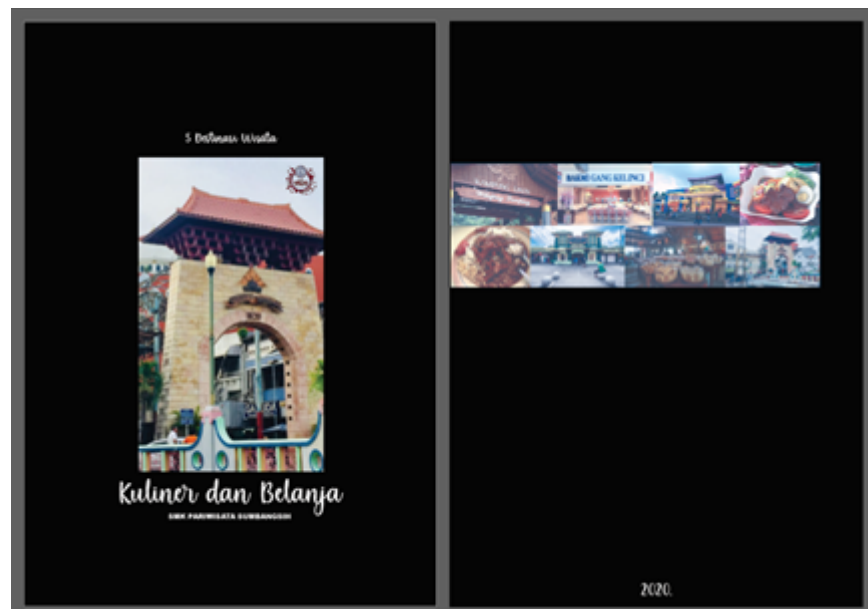 5 Destinasi Wisata
Kuliner dan Belanja
SMK PARIWISATA SUMBANGSIH
BAKMI GANG KELINCI
2020.